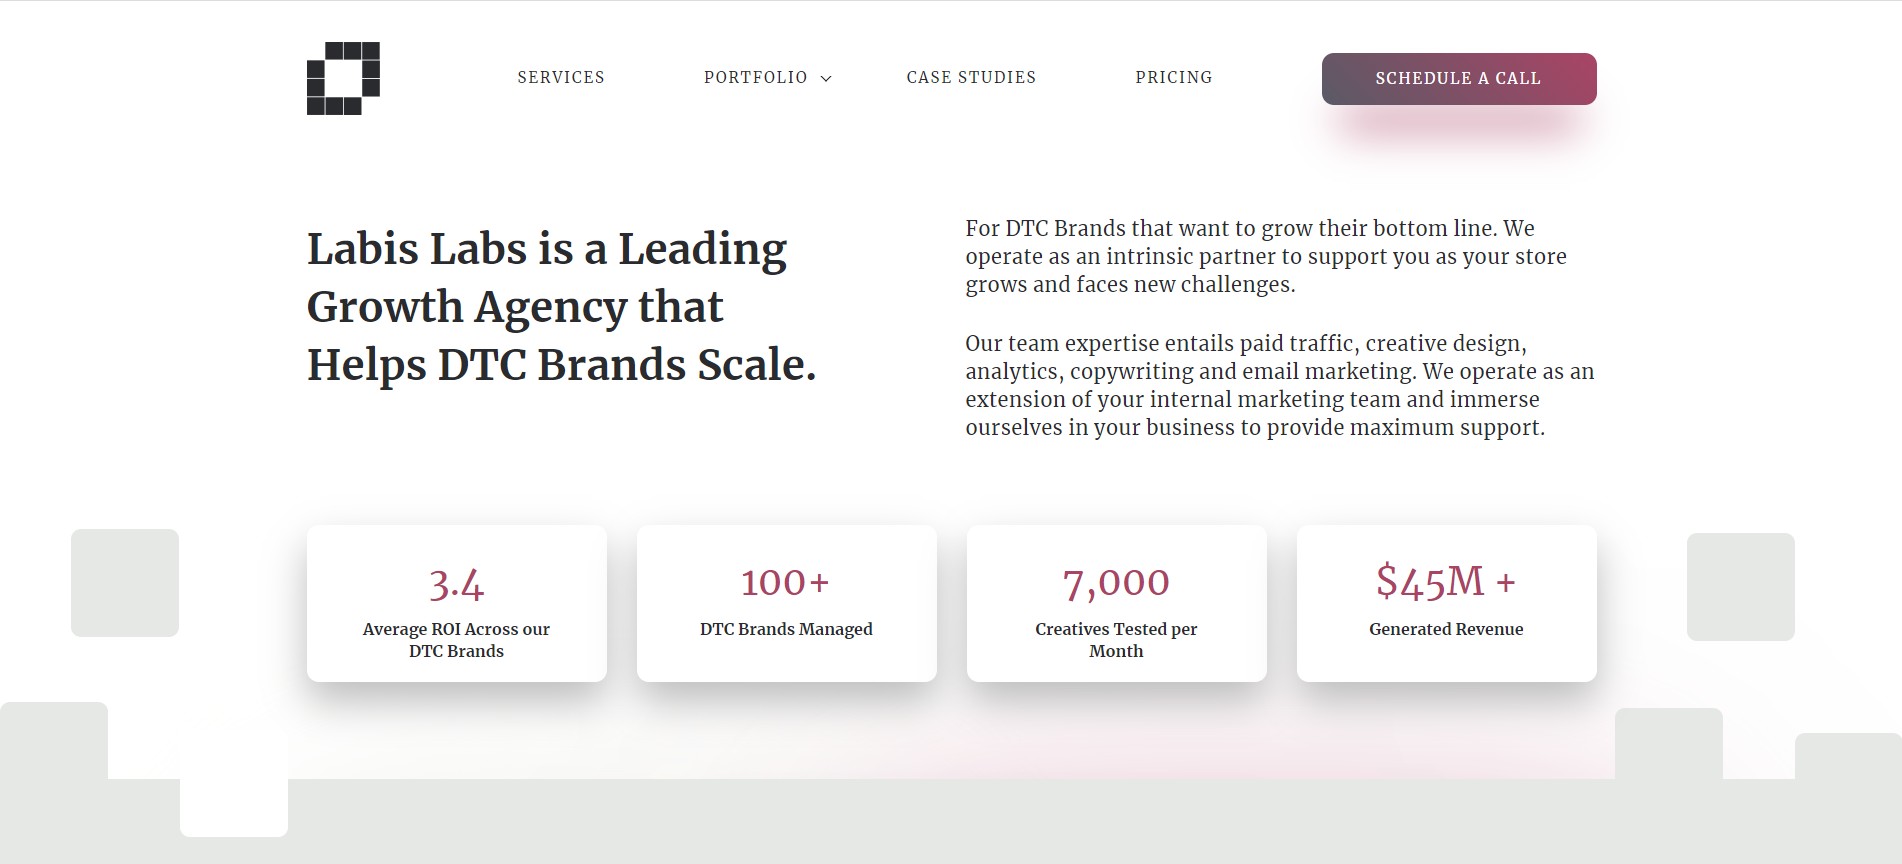 SERVICES
PORTFOLIO
CASE STUDIES
PRICING
SCHEDULE A CALL
Labis Labs is a Leading
Growth Agency that
Helps DTC Brands Scale.
For DTC Brands that want to grow their bottom line. We
operate as an intrinsic partner to support you as your store
grows and faces new challenges.
Our team expertise entails paid traffic, creative design,
analytics, copywriting and email marketing. We operate as an
extension of your internal marketing team and immerse
ourselves in your business to provide maximum support.
3.4
Average ROI Across our
DTC Brands
100+
DTC Brands Managed
7,000
Creatives Tested per
Month
$45M +
Generated Revenue